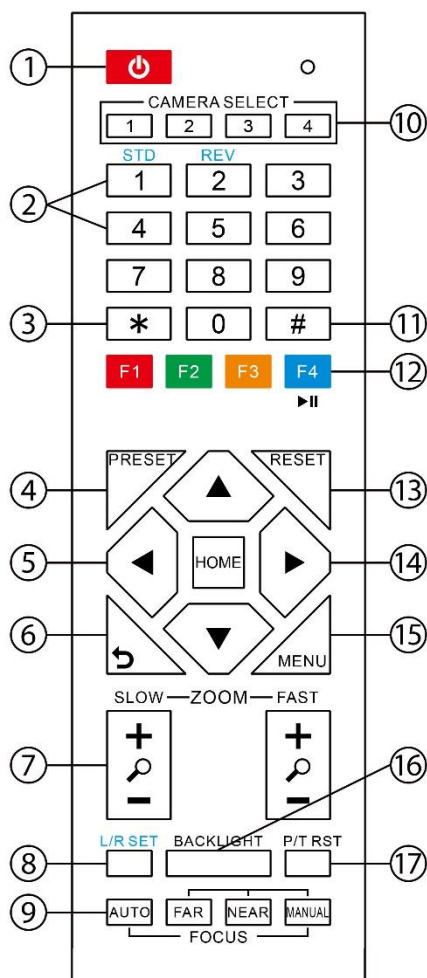 ①
CAMERA SELECT
1 2 3 4 ⑩
STD REV
② 1 2 3
4 5 6
7 8 9
③ * 0 # ⑪
F1 F2 F3 F4 ⑫
④ PRESET RESET ⑬
⑤ HOME ⑭
⑥ MENU ⑮
SLOW ZOOM FAST
⑦ + + ⑯
− −
⑧ L/R SET BACKLIGHT P/T RST ⑰
⑨ AUTO FAR NEAR MANUAL
FOCUS